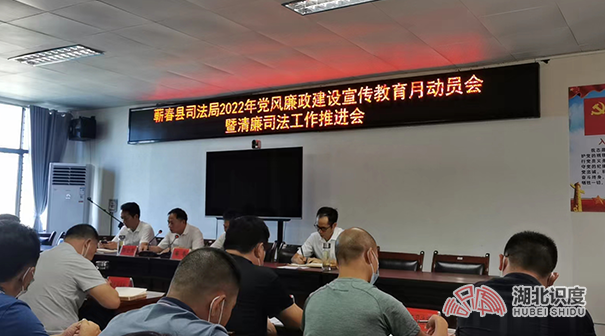 蕲春县司法局2022年党风廉政建设宣传教育月动员会
暨清廉司法工作推进会
入
湖北识度
HUBEI SHIDU